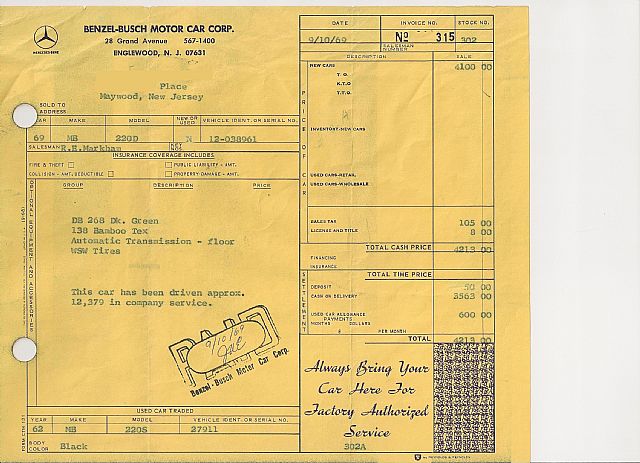 BENZEL-BUSCH MOTOR CAR CORP.
28 Grand Avenue 567-1400
ENGLEWOOD, N. J. 07631
MERCEDES-BENZ
DATE INVOICE NO. STOCK NO.
9/10/69 No 315 302
SALESMAN NUMBER
Place
Maywood, New Jersey
SOLD TO
ADDRESS
YEAR MAKE MODEL NEW OR USED VEHICLE IDENT. OR SERIAL NO.
69 MB 220D N 12-038961
SALESMAN R.E.Markham KEY NOS.
INSURANCE COVERAGE INCLUDES
FIRE & THEFT PUBLIC LIABILITY - AMT.
COLLISION - AMT. DEDUCTIBLE PROPERTY DAMAGE - AMT.
GROUP DESCRIPTION PRICE
OPTIONAL EQUIPMENT AND ACCESSORIES
DB 268 Dk. Green
138 Bamboo Tex
Automatic Transmission - floor
WSW Tires
This car has been driven approx.
12,379 in company service.
9/10/69
Benzel-Busch Motor Car Corp.
USED CAR TRADED
YEAR MAKE MODEL VEHICLE IDENT. OR SERIAL NO.
62 MB 220S 27911
BODY COLOR Black
DESCRIPTION SALE
PRICE OF CAR
NEW CARS 4100 00
T. O.
K.T.O
T.T.O.
INVENTORY-NEW CARS
USED CARS-RETAIL
USED CARS-WHOLESALE
SALES TAX 105 00
LICENSE AND TITLE 8 00
TOTAL CASH PRICE 4213 00
FINANCING
INSURANCE
TOTAL TIME PRICE
SETTLEMENT
DEPOSIT 50 00
CASH ON DELIVERY 3563 00
USED CAR ALLOWANCE 600 00
PAYMENTS
MONTHS $ DOLLARS PER MONTH
TOTAL 4213 00
Always Bring Your
Car Here For
Factory Authorized
Service
302A
BY REYNOLDS & REYNOLDS